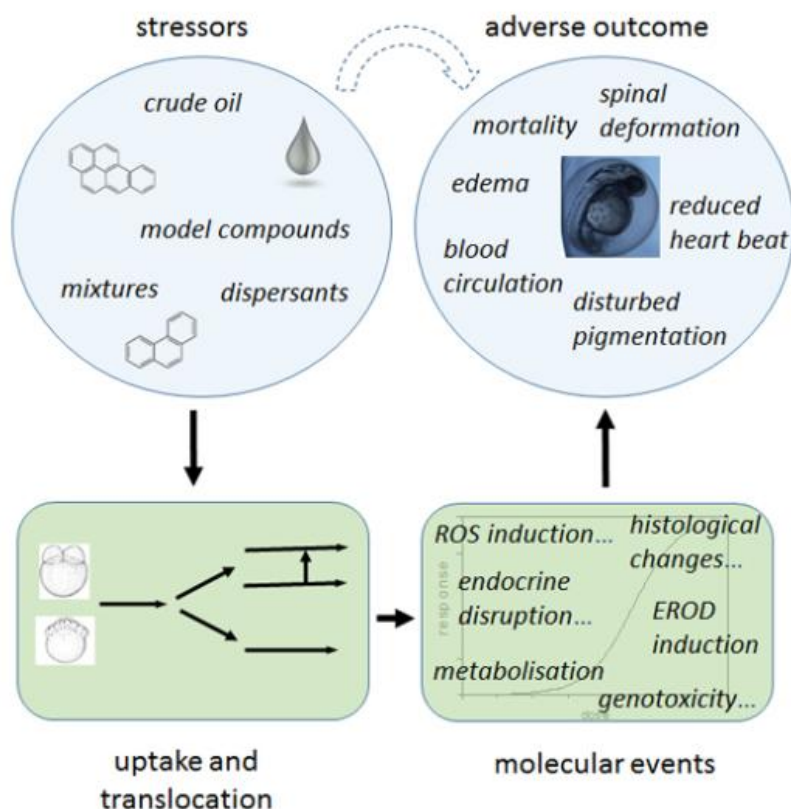 stressors
adverse outcome
crude oil
model compounds
mixtures
dispersants
mortality
spinal
deformation
edema
reduced
heart beat
blood
circulation
disturbed
pigmentation
ROS induction...
histological
changes...
endocrine
disruption...
response
EROD
induction
metabolisation
genotoxicity...
uptake and
translocation
molecular events